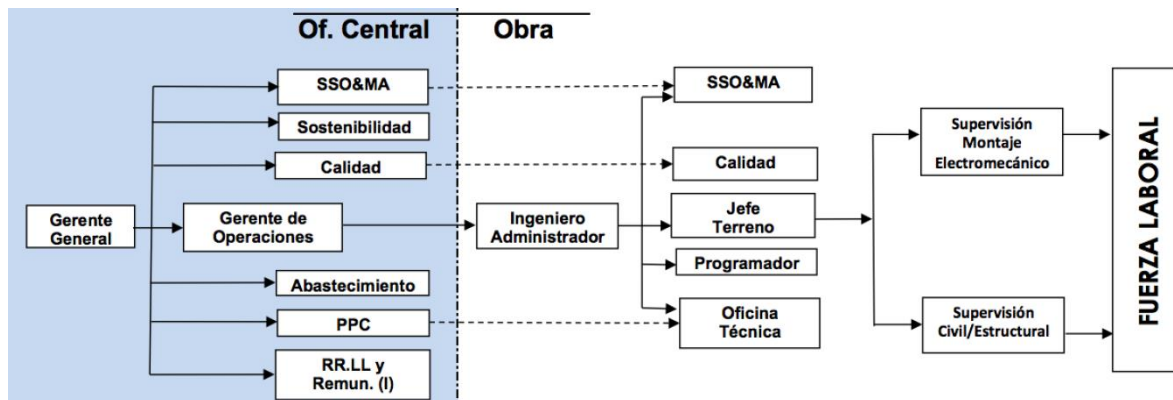 Of. Central
Obra
SSO&MA
Sostenibilidad
Calidad
Gerente
General
Gerente de
Operaciones
Abastecimiento
PPC
RR.LL y
Remun. (I)
Ingeniero
Administrador
SSO&MA
Calidad
Jefe
Terreno
Programador
Oficina
Técnica
Supervisión
Montaje
Electromecánico
Supervisión
Civil/Estructural
FUERZA LABORAL